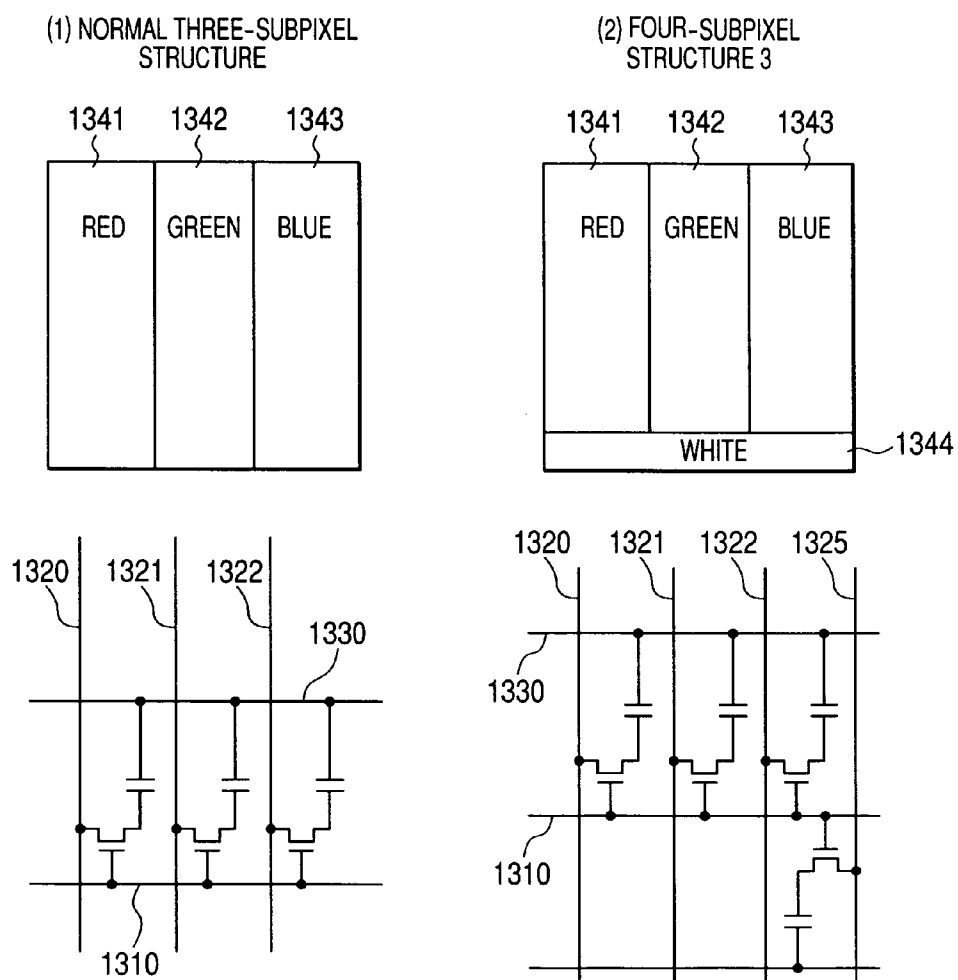 (1) NORMAL THREE-SUBPIXEL
STRUCTURE
1341 1342 1343
RED GREEN BLUE
1320 1321 1322
1330
1310
(2) FOUR-SUBPIXEL
STRUCTURE 3
1341 1342 1343
RED GREEN BLUE
WHITE 1344
1320 1321 1322 1325
1330
1310